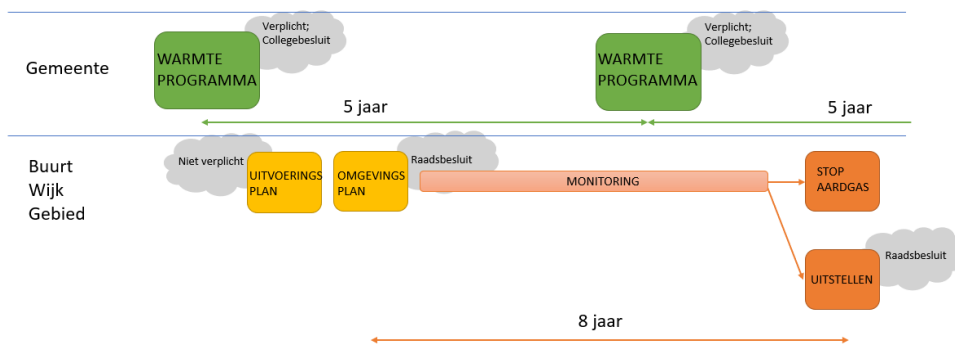 Verplicht;
Collegebesluit
Verplicht;
Collegebesluit
Gemeente
WARMTE
PROGRAMMA
WARMTE
PROGRAMMA
5 jaar
5 jaar
Buurt
Wijk
Gebied
Niet verplicht
UITVOERINGS
PLAN
OMGEVINGS
PLAN
Raadsbesluit
MONITORING
STOP
AARDGAS
UITSTELLEN
Raadsbesluit
8 jaar